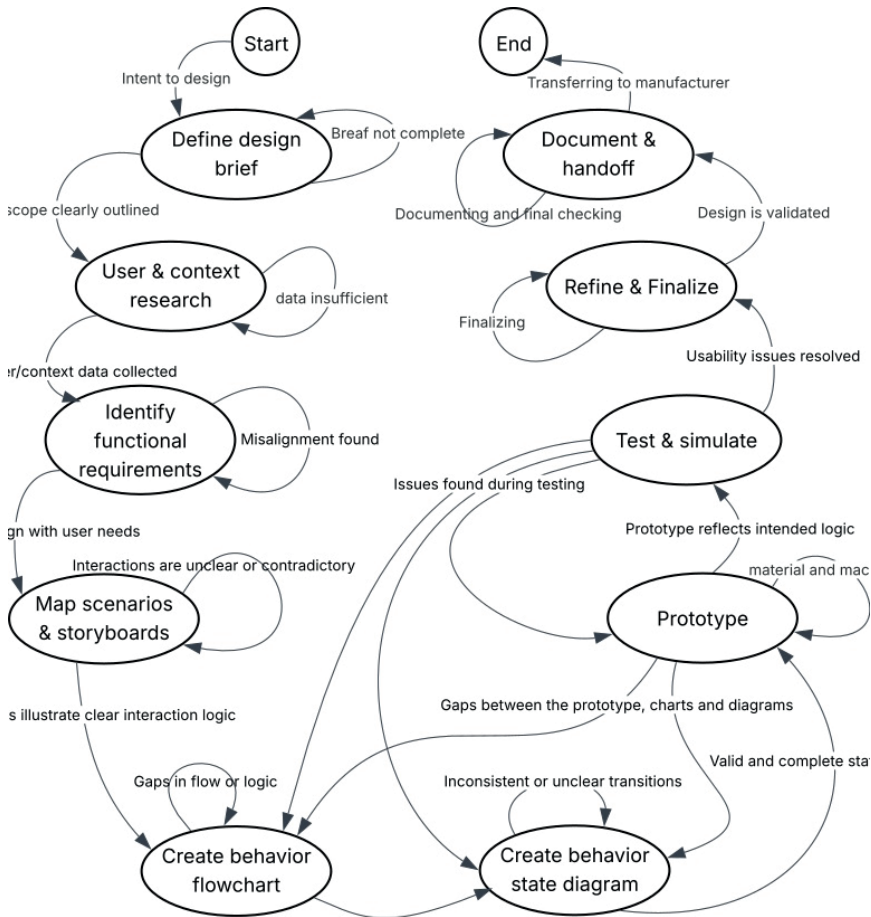 Start
End
Intent to design
Transferring to manufacturer
Define design
brief
Breaf not complete
Document &
handoff
scope clearly outlined
Documenting and final checking
Design is validated
User & context
research
data insufficient
Refine & Finalize
Finalizing
context data collected
Usability issues resolved
Identify
functional
requirements
Misalignment found
Test & simulate
Issues found during testing
with user needs
Prototype reflects intended logic
Interactions are unclear or contradictory
material and
Map scenarios
& storyboards
Prototype
illustrate clear interaction logic
Gaps between the prototype, charts and diagrams
Valid and complete
Gaps in flow or logic
Inconsistent or unclear transitions
Create behavior
flowchart
Create behavior
state diagram